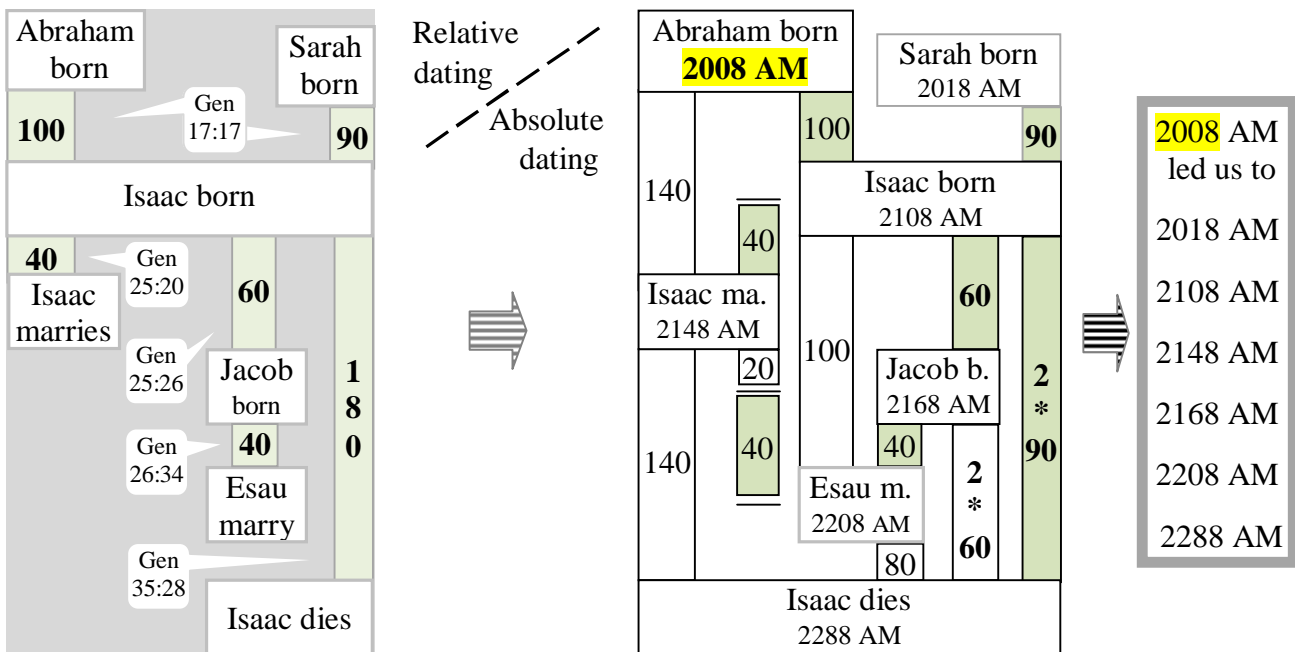 Abraham
born
Sarah
born
Gen
17:17
100
90
Isaac born
40
Gen
25:20
Isaac
marries
60
Gen
25:26
Jacob
born
1
8
0
Gen
26:34
40
Esau
marry
Gen
35:28
Isaac dies
Relative
dating
Absolute
dating
Abraham born
2008 AM
Sarah born
2018 AM
100
90
140
Isaac born
2108 AM
40
Isaac ma.
2148 AM
60
20
100
Jacob b.
2168 AM
2
*
90
140
40
40
Esau m.
2208 AM
2
*
60
80
Isaac dies
2288 AM
2008 AM
led us to
2018 AM
2108 AM
2148 AM
2168 AM
2208 AM
2288 AM